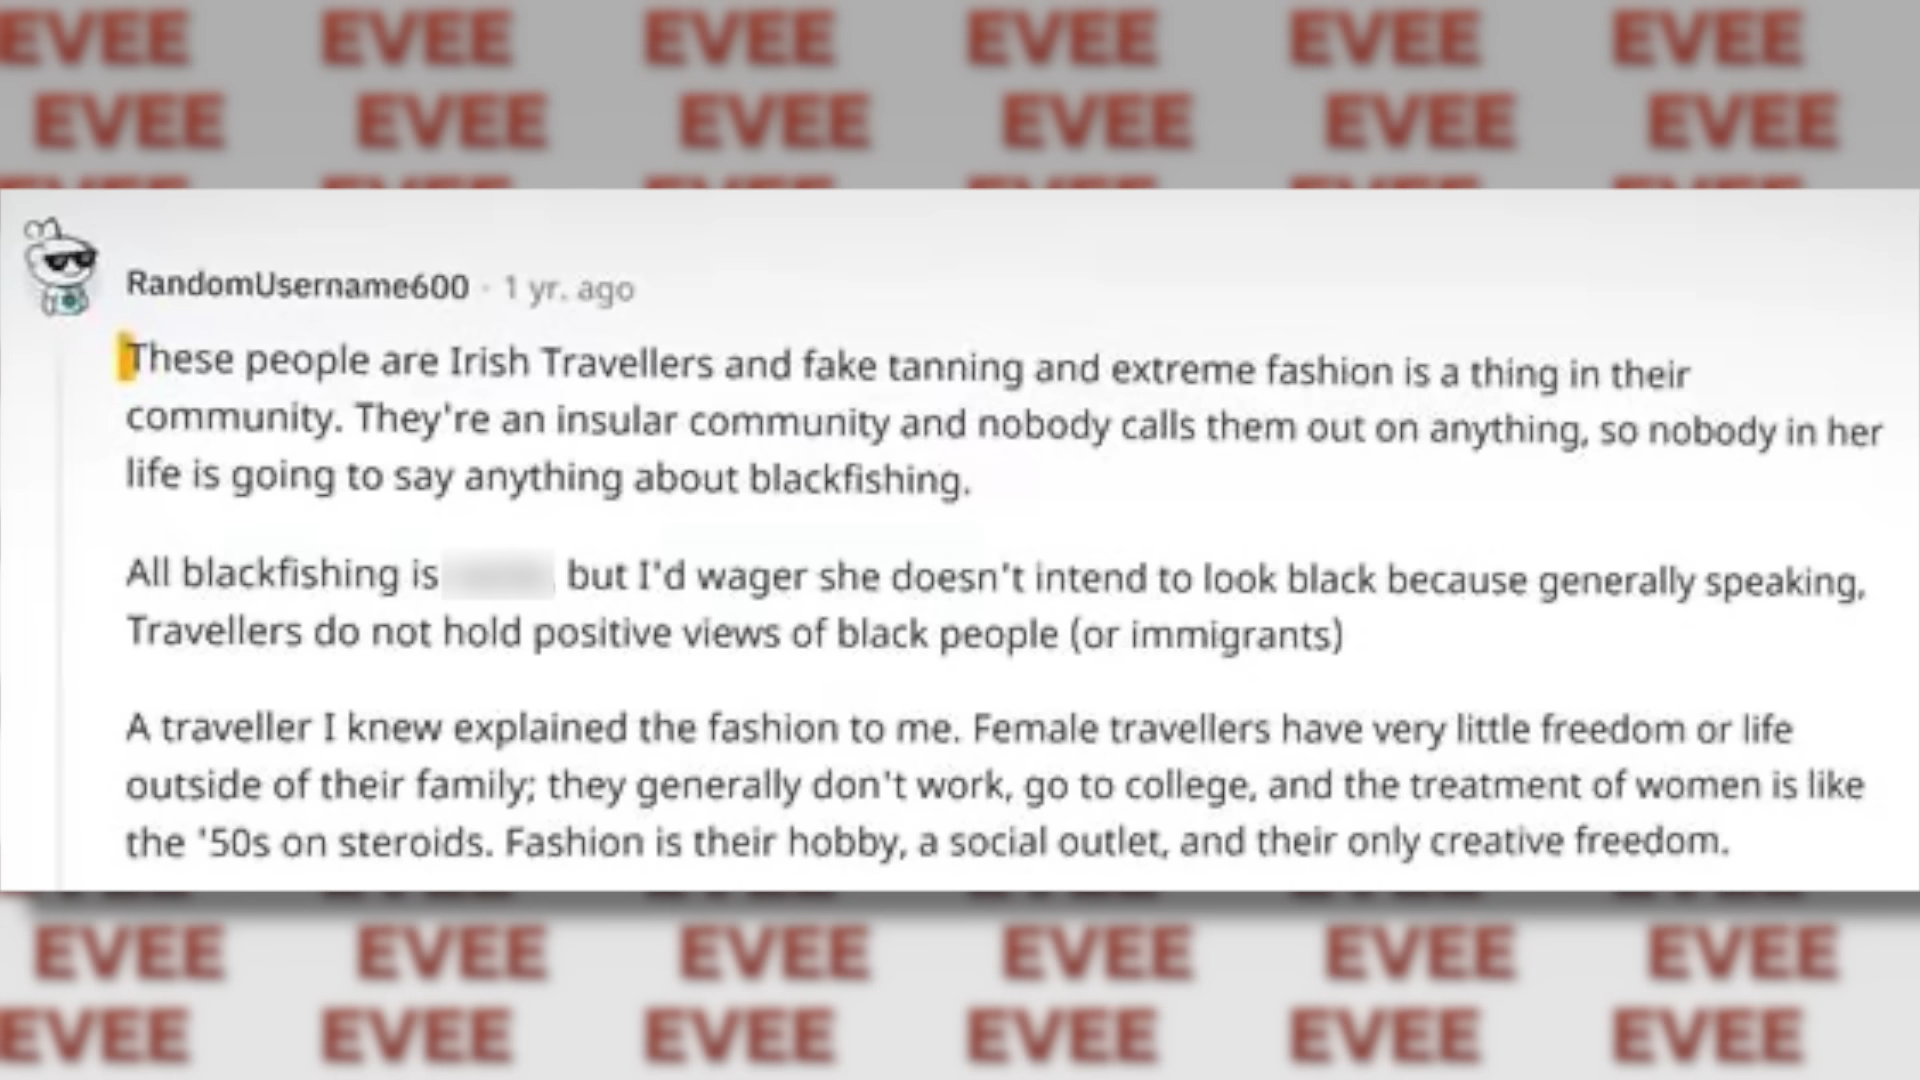 EVEE EVEE EVEE EVEE EVEE EVEE
EVEE EVEE EVEE EVEE EVEE EVEE
EVEE EVEE EVEE EVEE EVEE EVEE
RandomUsername600 · 1 yr. ago
These people are Irish Travellers and fake tanning and extreme fashion is a thing in their
community. They're an insular community and nobody calls them out on anything, so nobody in her
life is going to say anything about blackfishing.
All blackfishing is but I'd wager she doesn't intend to look black because generally speaking,
Travellers do not hold positive views of black people (or immigrants)
A traveller I knew explained the fashion to me. Female travellers have very little freedom or life
outside of their family; they generally don't work, go to college, and the treatment of women is like
the '50s on steroids. Fashion is their hobby, a social outlet, and their only creative freedom.
EVEE EVEE EVEE EVEE EVEE EVEE
EVEE EVEE EVEE EVEE EVEE EVEE